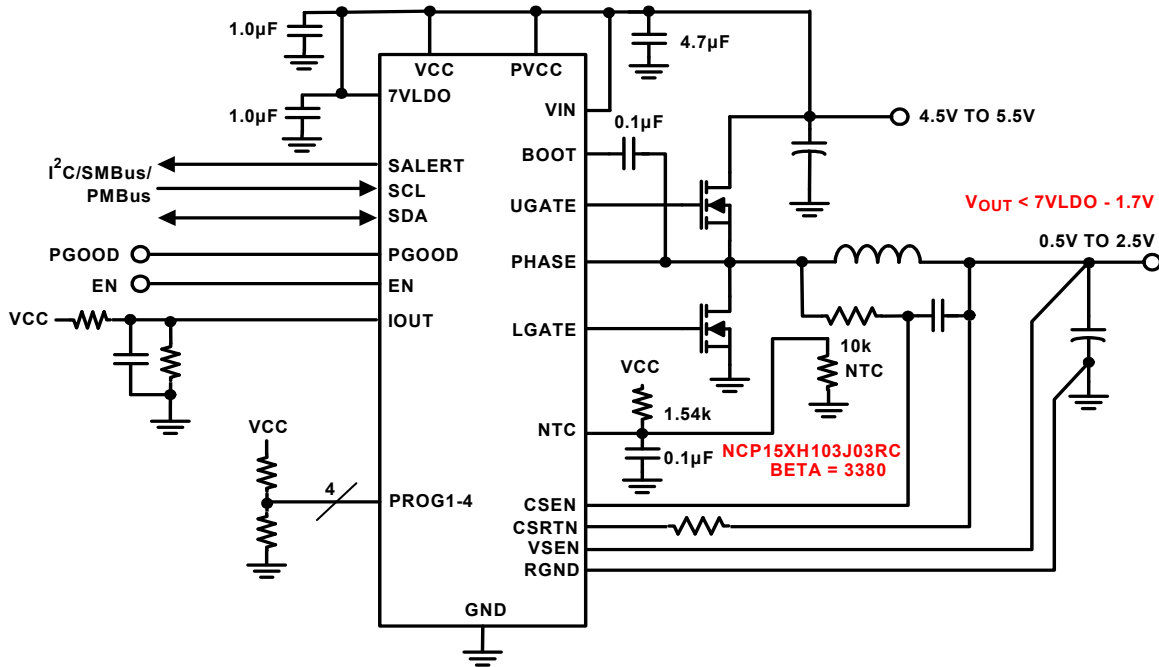 1.0µF
4.7µF
VCC
PVCC
7VLDO
VIN
1.0µF
0.1µF
4.5V TO 5.5V
BOOT
I2C/SMBus/
PMBus
SALERT
SCL
SDA
UGATE
VOUT < 7VLDO - 1.7V
0.5V TO 2.5V
PGOOD
PGOOD
PHASE
EN
EN
VCC
IOUT
LGATE
10k
NTC
VCC
1.54k
NTC
0.1µF
NCP15XH103J03RC
BETA = 3380
VCC
4
PROG1-4
CSEN
CSRTN
VSEN
RGND
GND